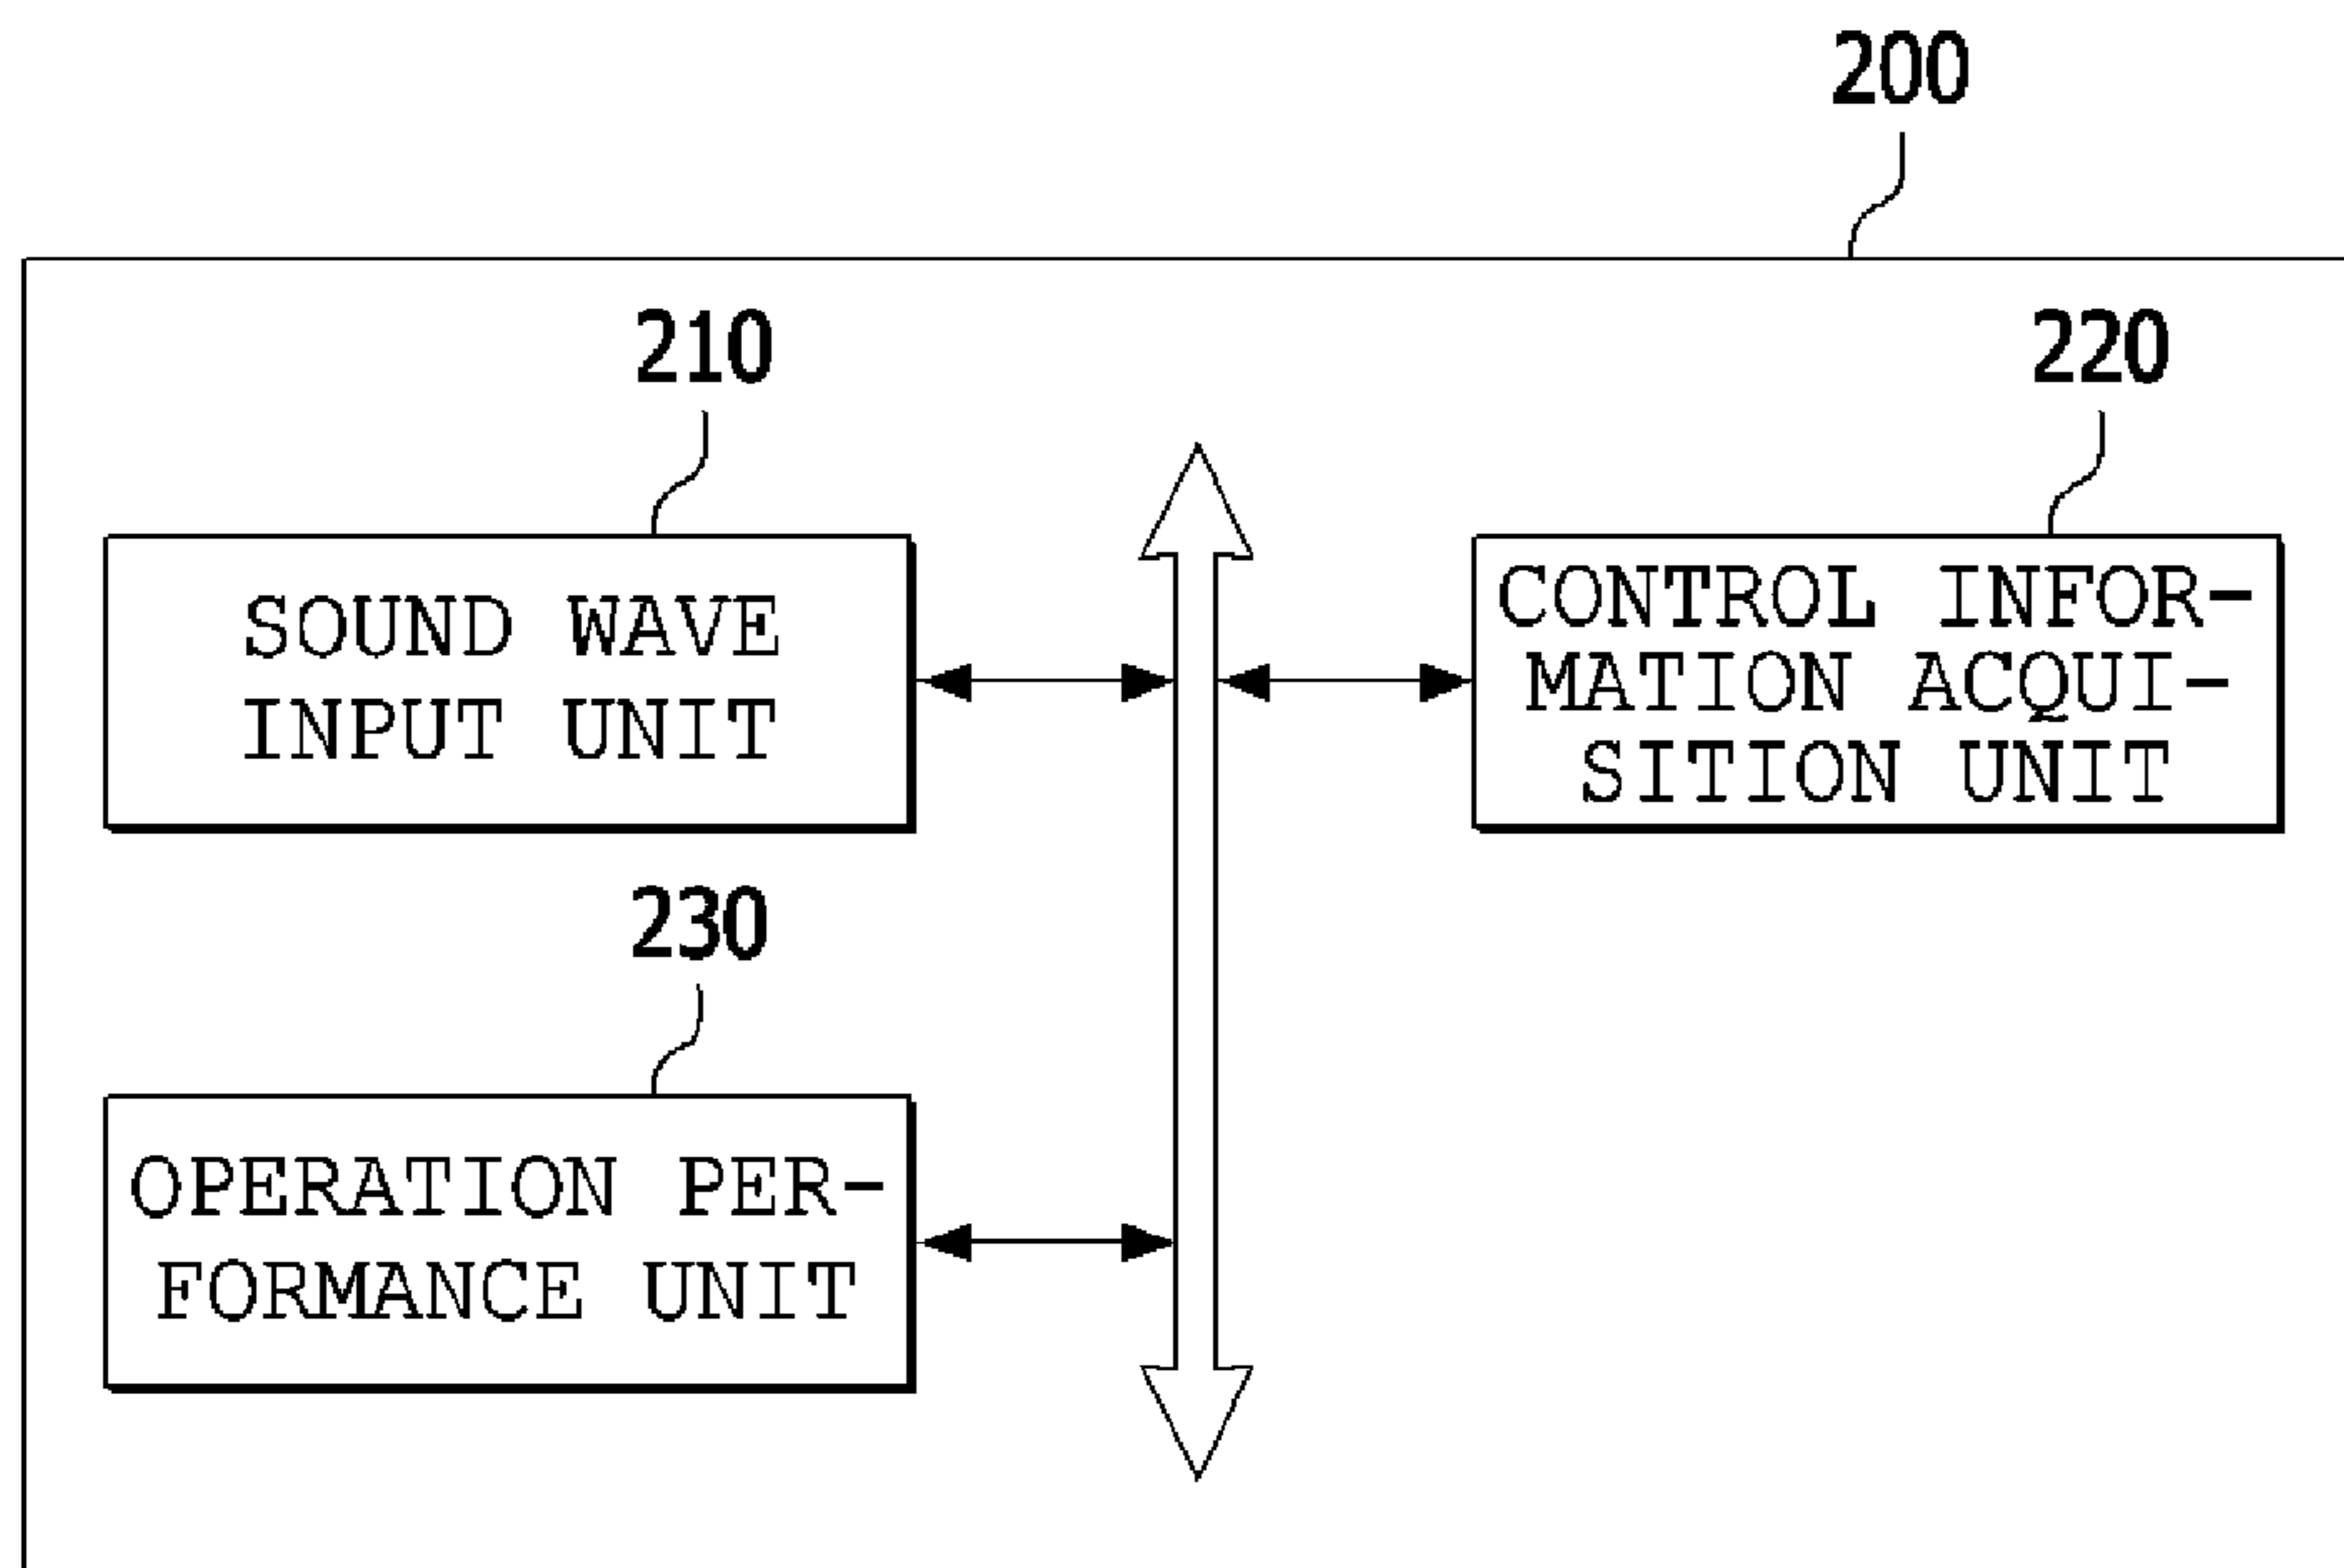 200
210
220
SOUND WAVE
INPUT UNIT
CONTROL INFOR-
MATION ACQUI-
SITION UNIT
230
OPERATION PER-
FORMANCE UNIT